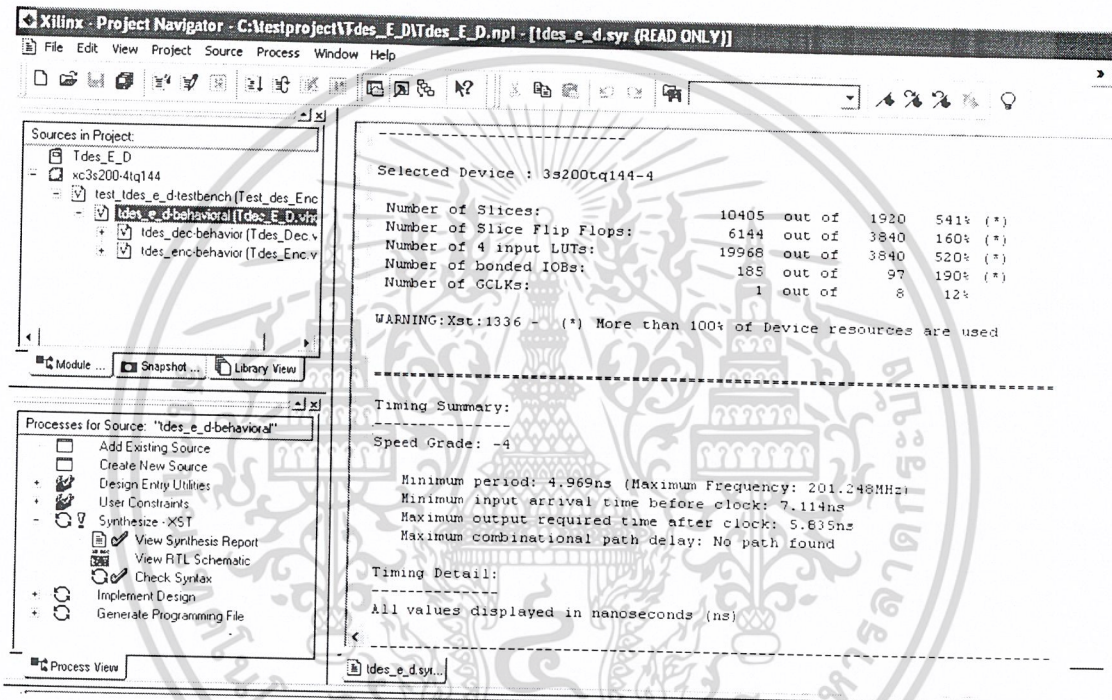 Xilinx - Project Navigator - C:\testproject\Tdes_E_D\Tdes_E_D.npl - [tdes_e_d.syr (READ ONLY)]
File Edit View Project Source Process Window Help
Sources in Project:
Tdes_E_D
xc3s200-4tq144
test_tdes_e_d-testbench (Test_des_Enc
tdes_e_d-behavioral (Tdes_E_D.vhd
tdes_dec-behavior (Tdes_Dec.v
tdes_enc-behavior (Tdes_Enc.v
Module ... Snapshot ... Library View
Processes for Source: "tdes_e_d-behavioral"
Add Existing Source
Create New Source
Design Entry Utilities
User Constraints
Synthesize - XST
View Synthesis Report
View RTL Schematic
Check Syntax
Implement Design
Generate Programming File
Process View
---------------------------
Selected Device : 3s200tq144-4
Number of Slices: 10405 out of 1920 541% (*)
Number of Slice Flip Flops: 6144 out of 3840 160% (*)
Number of 4 input LUTs: 19968 out of 3840 520% (*)
Number of bonded IOBs: 185 out of 97 190% (*)
Number of GCLKs: 1 out of 8 12%
WARNING:Xst:1336 - (*) More than 100% of Device resources are used
=========================================================================
Timing Summary:
---------------
Speed Grade: -4
Minimum period: 4.969ns (Maximum Frequency: 201.248MHz)
Minimum input arrival time before clock: 7.114ns
Maximum output required time after clock: 5.835ns
Maximum combinational path delay: No path found
Timing Detail:
--------------
All values displayed in nanoseconds (ns)
-------------------------------------------------------------------------
tdes_e_d.syr...